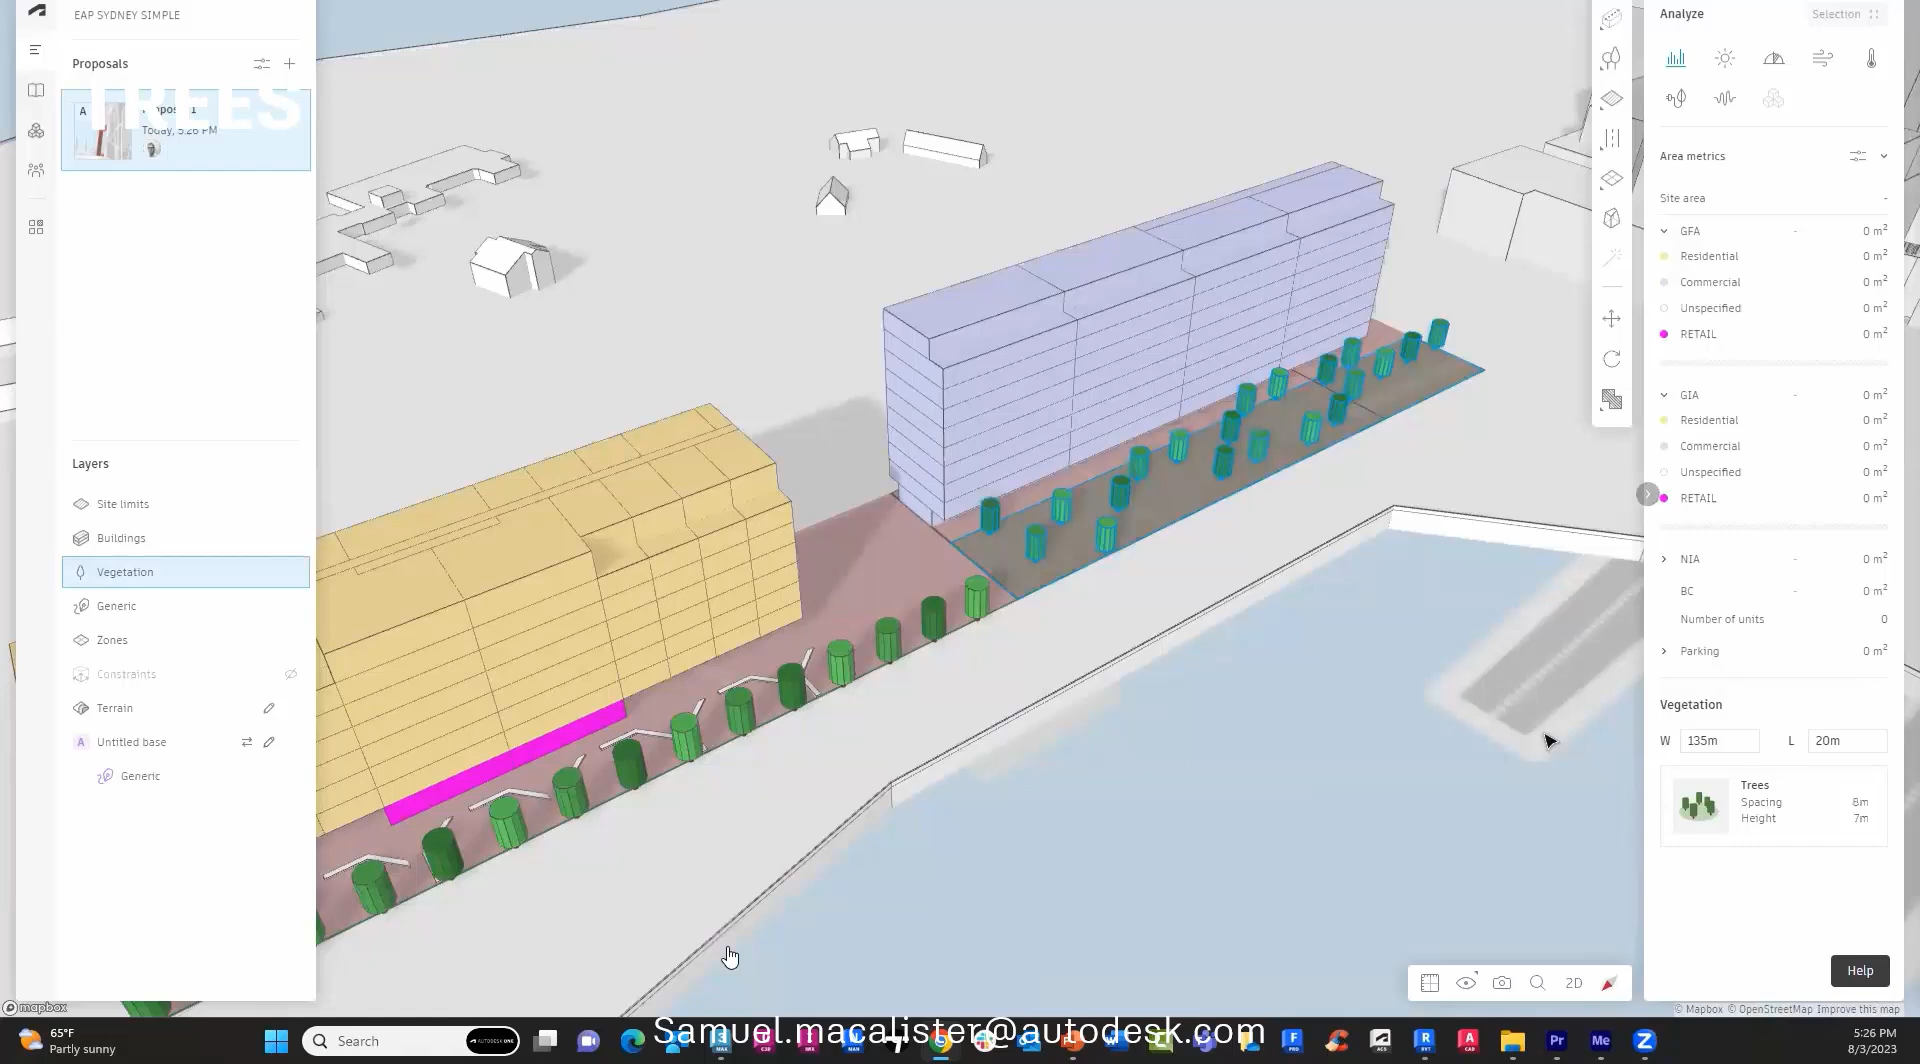 EAP SYDNEY SIMPLE
Proposals
TREES
A
Today, 5:26 PM
Layers
Site limits
Buildings
Vegetation
Generic
Zones
Constraints
Terrain
A Untitled base
Generic
Analyze
Selection
Area metrics
Site area -
GFA - 0 m²
Residential 0 m²
Commercial 0 m²
Unspecified 0 m²
RETAIL 0 m²
GIA - 0 m²
Residential 0 m²
Commercial 0 m²
Unspecified 0 m²
RETAIL 0 m²
NIA - 0 m²
BC - 0 m²
Number of units 0
Parking 0 m²
Vegetation
W 135m L 20m
Trees
Spacing 8m
Height 7m
Help
2D
mapbox
© Mapbox © OpenStreetMap Improve this map
65°F
Partly sunny
Search
AUTODESK ONE
Samuel.macalister@autodesk.com
5:26 PM
8/3/2023